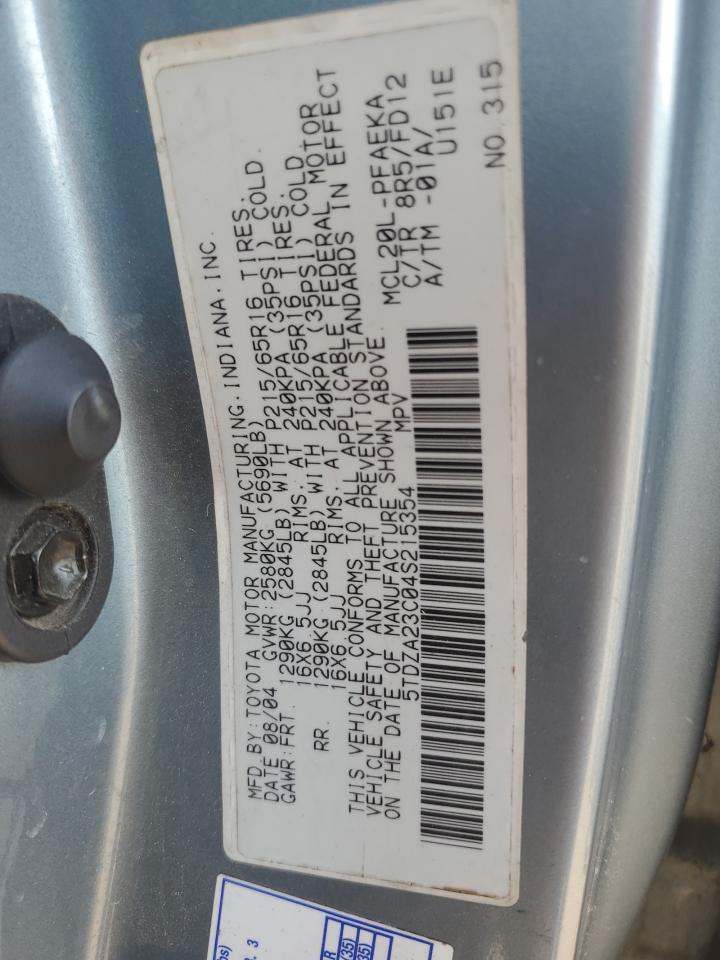 MFD.BY:TOYOTA MOTOR MANUFACTURING.INDIANA.INC.
DATE 08/04 GVWR:2580KG (5690LB)
GAWR:FRT. 1290KG (2845LB) WITH P215/65R16 TIRES.
16X6.5JJ RIMS. AT 240KPA (35PSI) COLD.
RR. 1290KG (2845LB) WITH P215/65R16 TIRES.
16X6.5JJ RIMS. AT 240KPA (35PSI) COLD
THIS VEHICLE CONFORMS TO ALL APPLICABLE FEDERAL MOTOR
VEHICLE SAFETY AND THEFT PREVENTION STANDARDS IN EFFECT
ON THE DATE OF MANUFACTURE SHOWN ABOVE.
5TDZA23C04S215354 MPV
MCL20L-PFAEKA
C/TR 8R5/FD12
A/TM -01A/
U151E
NO.315
3
(35)
35)